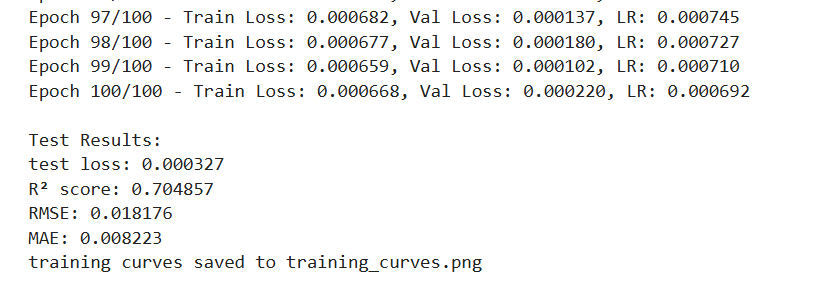 Epoch 97/100 - Train Loss: 0.000682, Val Loss: 0.000137, LR: 0.000745
Epoch 98/100 - Train Loss: 0.000677, Val Loss: 0.000180, LR: 0.000727
Epoch 99/100 - Train Loss: 0.000659, Val Loss: 0.000102, LR: 0.000710
Epoch 100/100 - Train Loss: 0.000668, Val Loss: 0.000220, LR: 0.000692
Test Results:
test loss: 0.000327
R² score: 0.704857
RMSE: 0.018176
MAE: 0.008223
training curves saved to training_curves.png